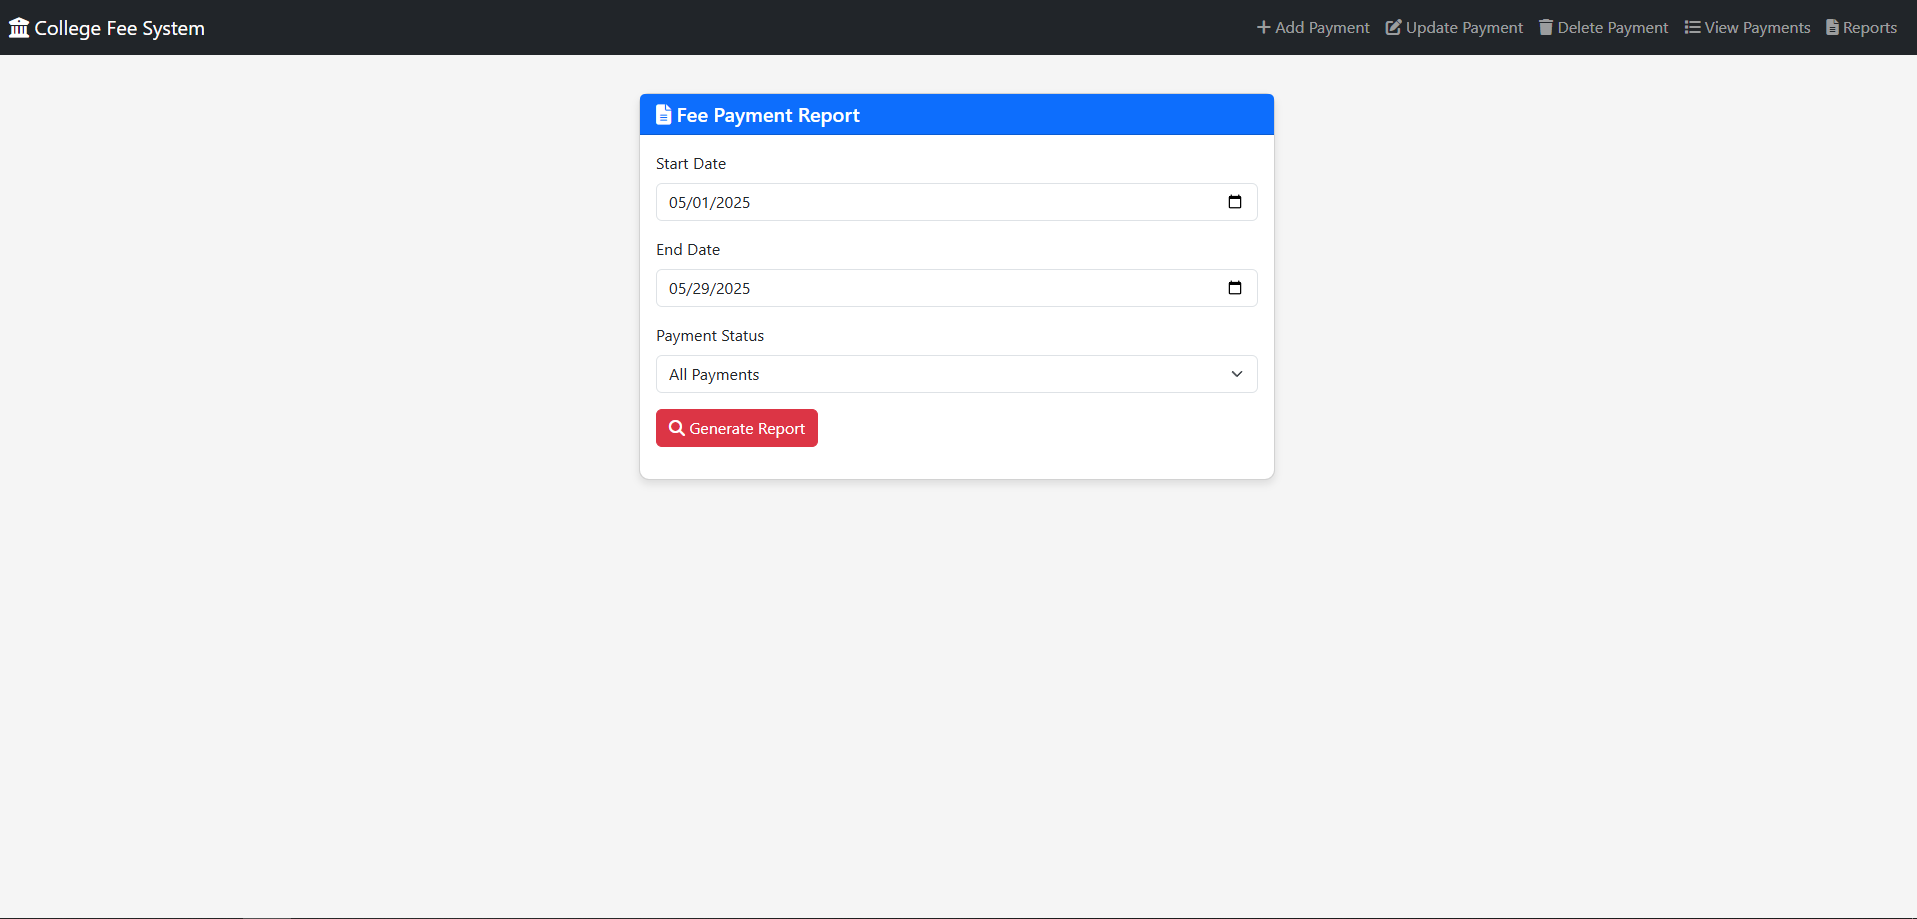 College Fee System
Add Payment Update Payment Delete Payment View Payments Reports
Fee Payment Report
Start Date
05/01/2025
End Date
05/29/2025
Payment Status
All Payments
Generate Report